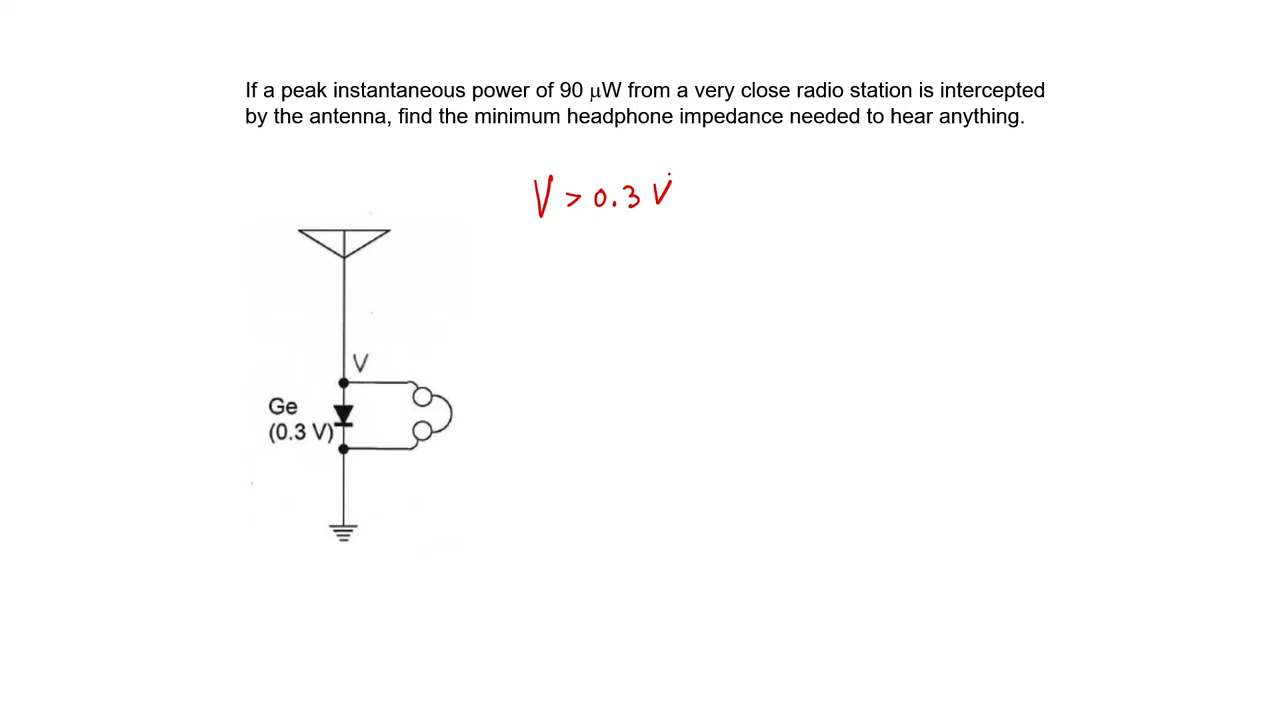 If a peak instantaneous power of 90 μW from a very close radio station is intercepted
by the antenna, find the minimum headphone impedance needed to hear anything.
V > 0.3 V
V
Ge
(0.3 V)